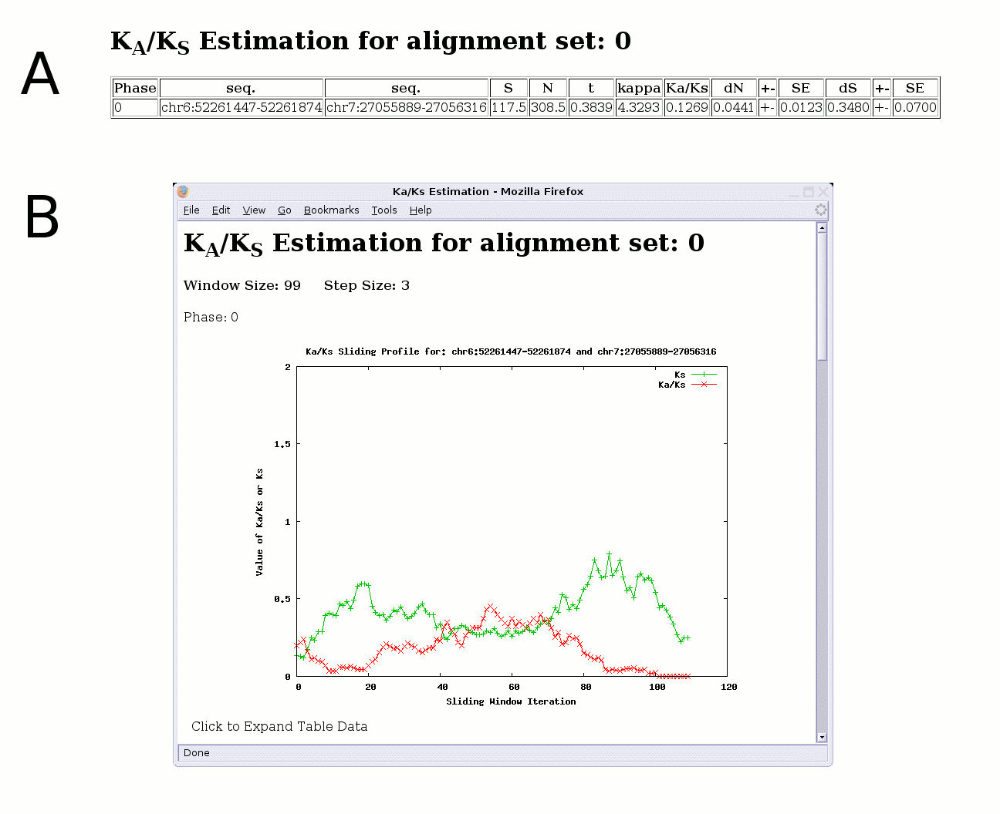 A
KA/KS Estimation for alignment set: 0
Phase seq. seq. S N t kappa Ka/Ks dN +- SE dS +- SE
0 chr6:52261447-52261874 chr7:27055889-27056316 117.5 308.5 0.3839 4.3293 0.1269 0.0441 +- 0.0123 0.3480 +- 0.0700
B
Ka/Ks Estimation - Mozilla Firefox
File Edit View Go Bookmarks Tools Help
KA/KS Estimation for alignment set: 0
Window Size: 99 Step Size: 3
Phase: 0
Ka/Ks Sliding Profile for: chr6:52261447-52261874 and chr7:27055889-27056316
Ks
Ka/Ks
2
1.5
1
0.5
0
Value of Ka/Ks or Ks
0 20 40 60 80 100 120
Sliding Window Iteration
Click to Expand Table Data
Done